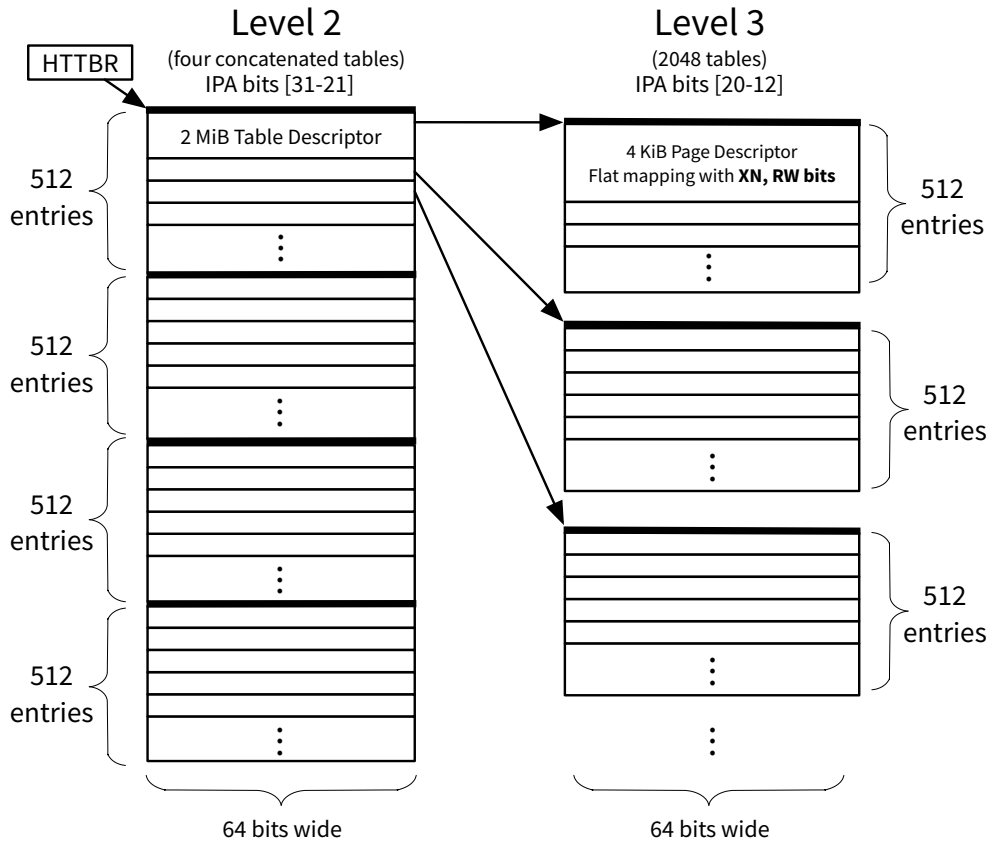 Level 2
(four concatenated tables)
IPA bits [31-21]
HTTBR
2 MiB Table Descriptor
512
entries
512
entries
512
entries
512
entries
64 bits wide
Level 3
(2048 tables)
IPA bits [20-12]
4 KiB Page Descriptor
Flat mapping with XN, RW bits
512
entries
512
entries
512
entries
64 bits wide